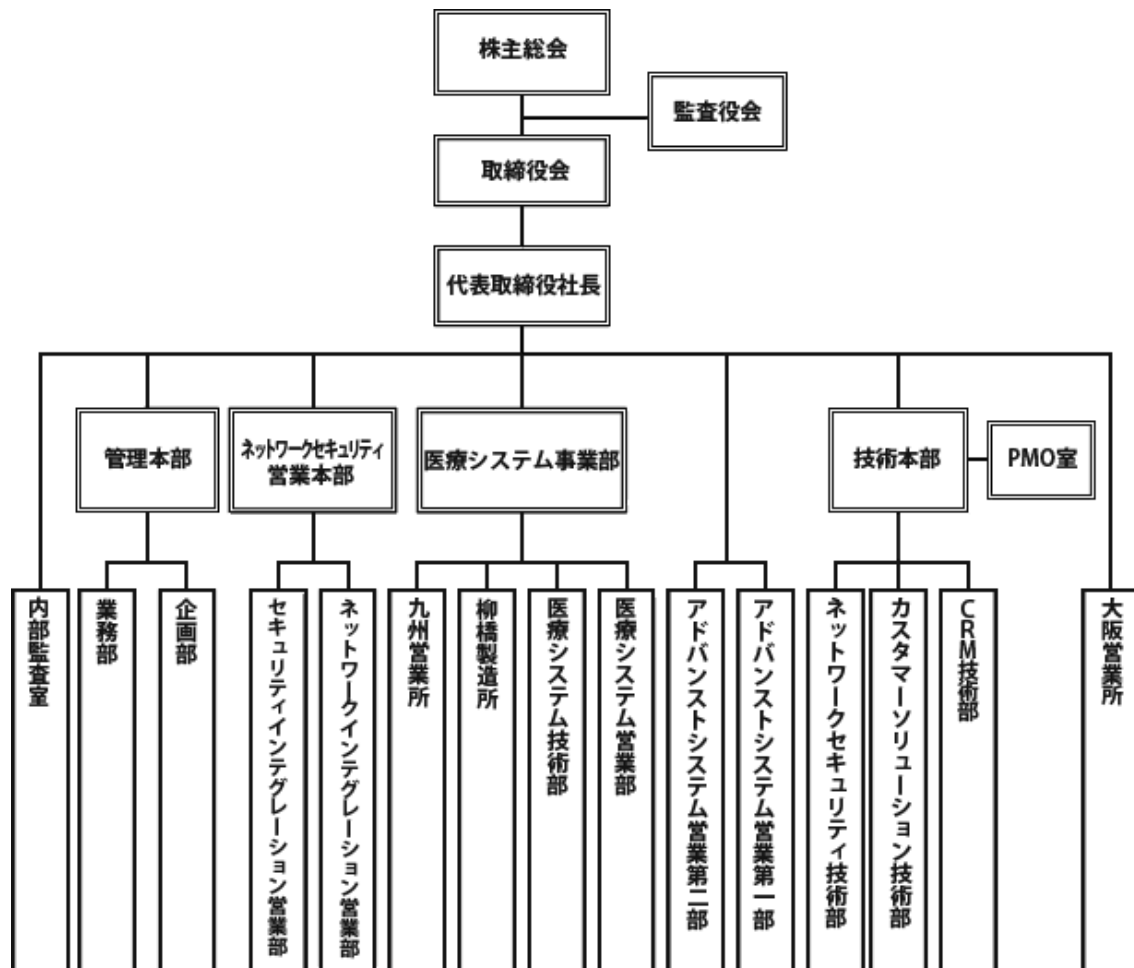 株主総会
監査役会
取締役会
代表取締役社長
管理本部
ネットワークセキュリティ
営業本部
医療システム事業部
技術本部
PMO室
内部監査室
業務部
企画部
セキュリティインテグレーション営業部
ネットワークインテグレーション営業部
九州営業所
柳橋製造所
医療システム技術部
医療システム営業部
アドバンストシステム営業第二部
アドバンストシステム営業第一部
ネットワークセキュリティ技術部
カスタマーソリューション技術部
CRM技術部
大阪営業所